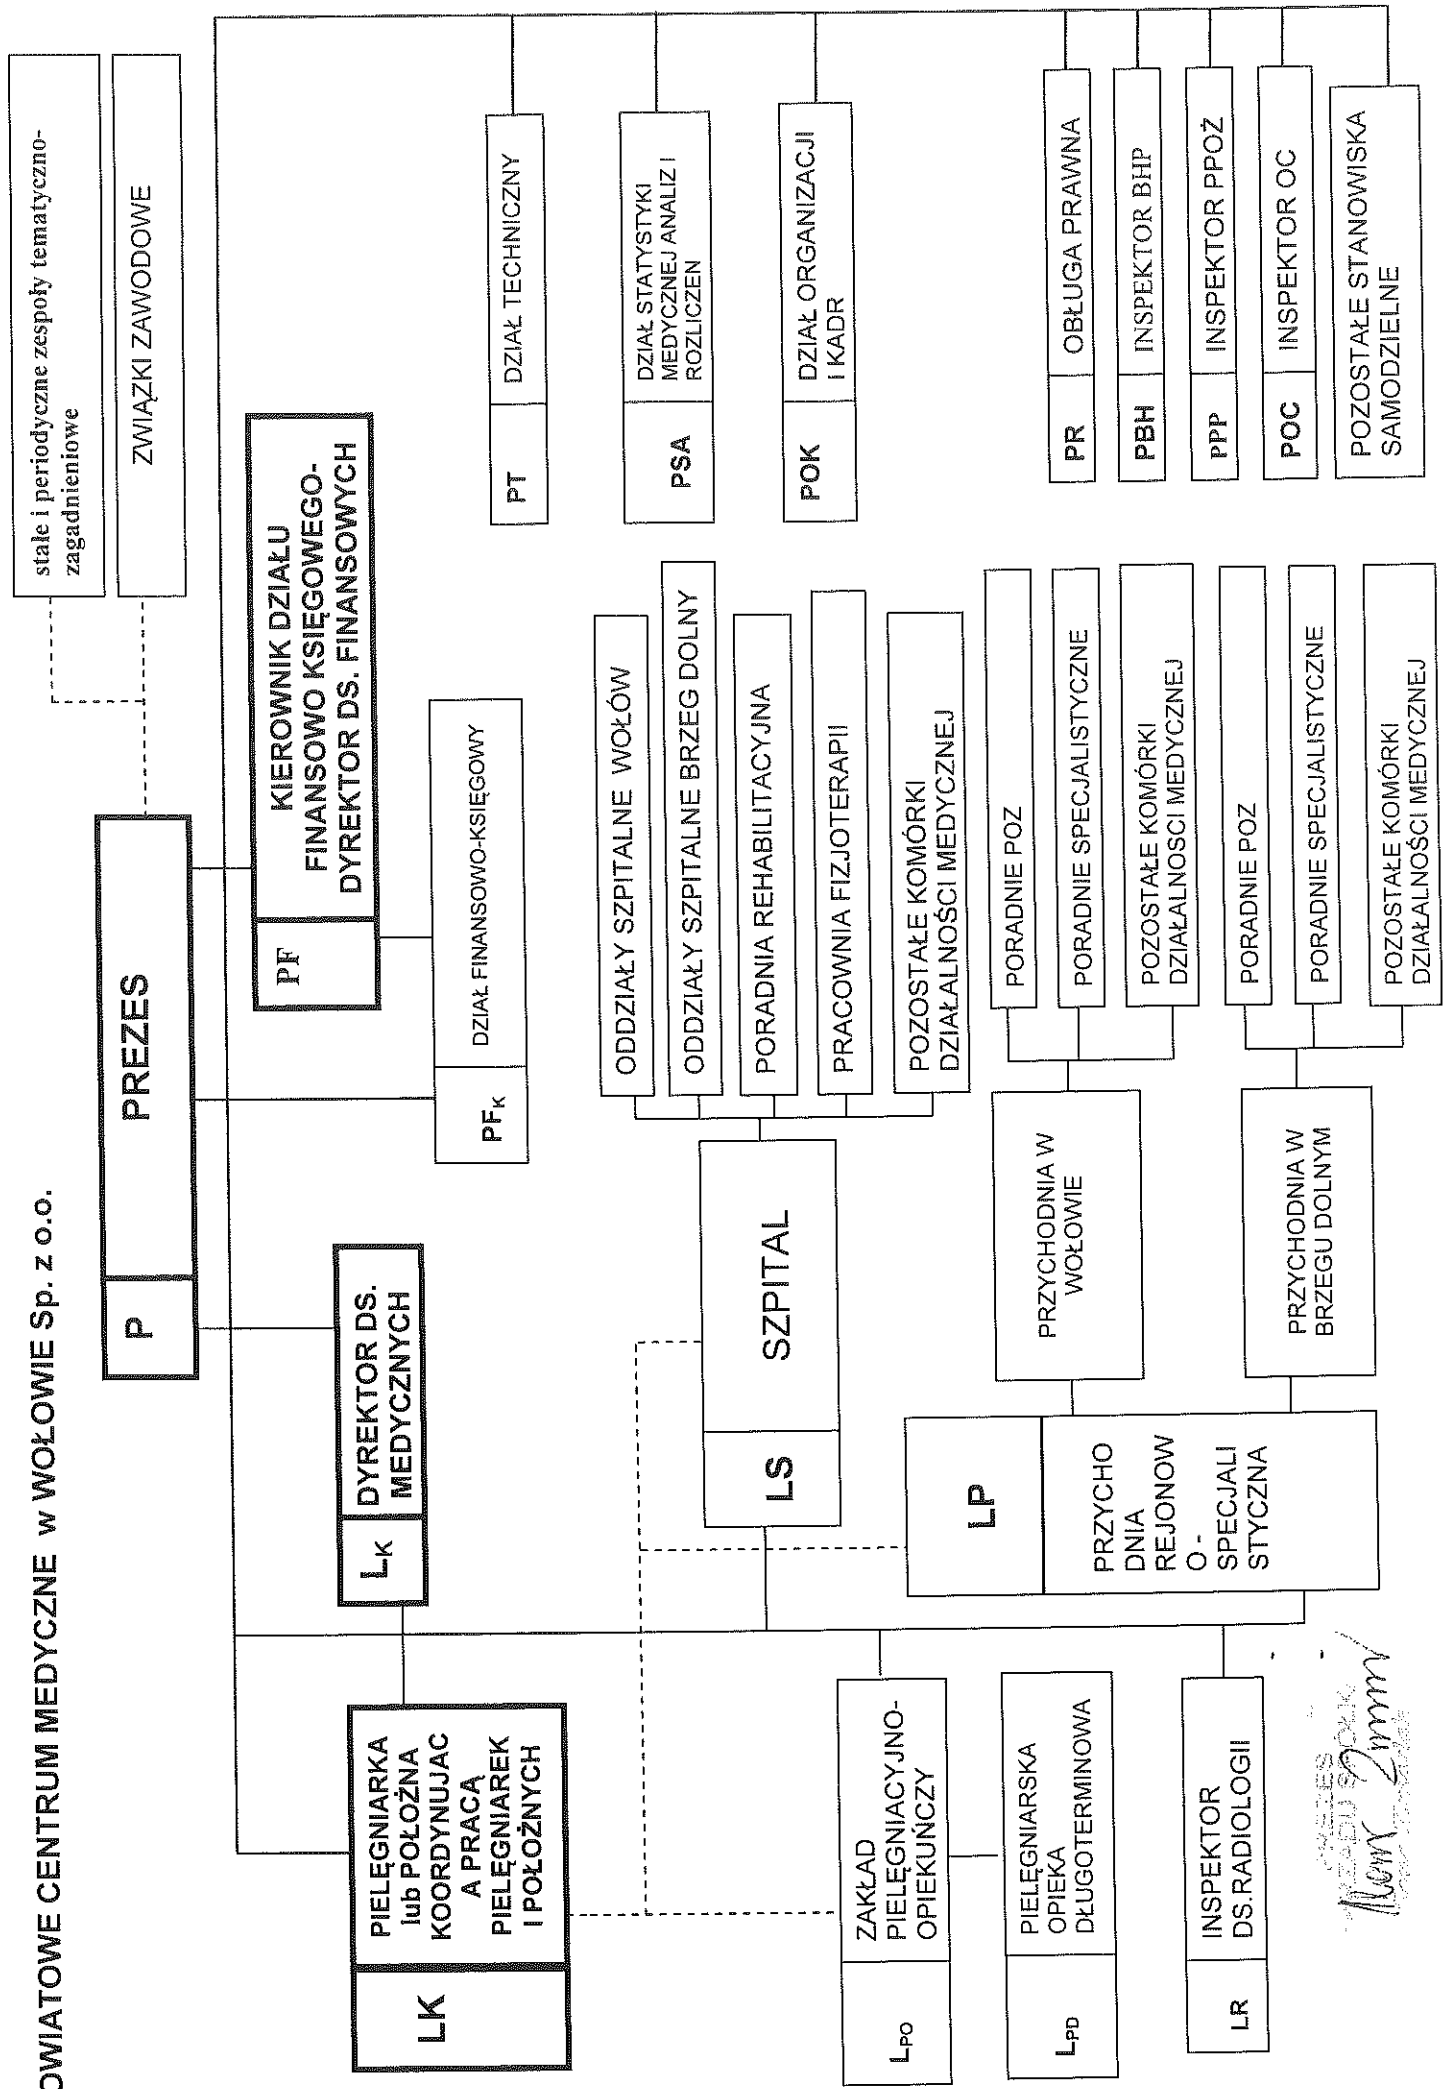 OWIATOWE CENTRUM MEDYCZNE w WOŁOWIE Sp. z o.o.
stałe i periodyczne zespoły tematyczno-
zagadnieniowe
ZWIĄZKI ZAWODOWE
P
PREZES
LK
PIELĘGNIARKA
lub POŁOŻNA
KOORDYNUJAC
A PRACĄ
PIELĘGNIAREK
I POŁOŻNYCH
LK
DYREKTOR DS.
MEDYCZNYCH
PF
KIEROWNIK DZIAŁU
FINANSOWO KSIĘGOWEGO-
DYREKTOR DS. FINANSOWYCH
PFK
DZIAŁ FINANSOWO-KSIĘGOWY
PT
DZIAŁ TECHNICZNY
PSA
DZIAŁ STATYSTYKI
MEDYCZNEJ ANALIZ I
ROZLICZEN
POK
DZIAŁ ORGANIZACJI
I KADR
PR
OBŁUGA PRAWNA
PBH
INSPEKTOR BHP
PPP
INSPEKTOR PPOŻ
POC
INSPEKTOR OC
POZOSTAŁE STANOWISKA
SAMODZIELNE
LS
SZPITAL
ODDZIAŁY SZPITALNE WOŁÓW
ODDZIAŁY SZPITALNE BRZEG DOLNY
PORADNIA REHABILITACYJNA
PRACOWNIA FIZJOTERAPII
POZOSTAŁE KOMÓRKI
DZIAŁALNOŚCI MEDYCZNEJ
LP
PRZYCHO
DNIA
REJONOW
O -
SPECJALI
STYCZNA
PRZYCHODNIA W
WOŁOWIE
PORADNIE POZ
PORADNIE SPECJALISTYCZNE
POZOSTAŁE KOMÓRKI
DZIAŁALNOSCI MEDYCZNEJ
PRZYCHODNIA W
BRZEGU DOLNYM
PORADNIE POZ
PORADNIE SPECJALISTYCZNE
POZOSTAŁE KOMÓRKI
DZIAŁALNOŚCI MEDYCZNEJ
LPO
ZAKŁAD
PIELĘGNIACYJNO-
OPIEKUŃCZY
LPD
PIELĘGNIARSKA
OPIEKA
DŁUGOTERMINOWA
LR
INSPEKTOR
DS.RADIOLOGII
PREZES